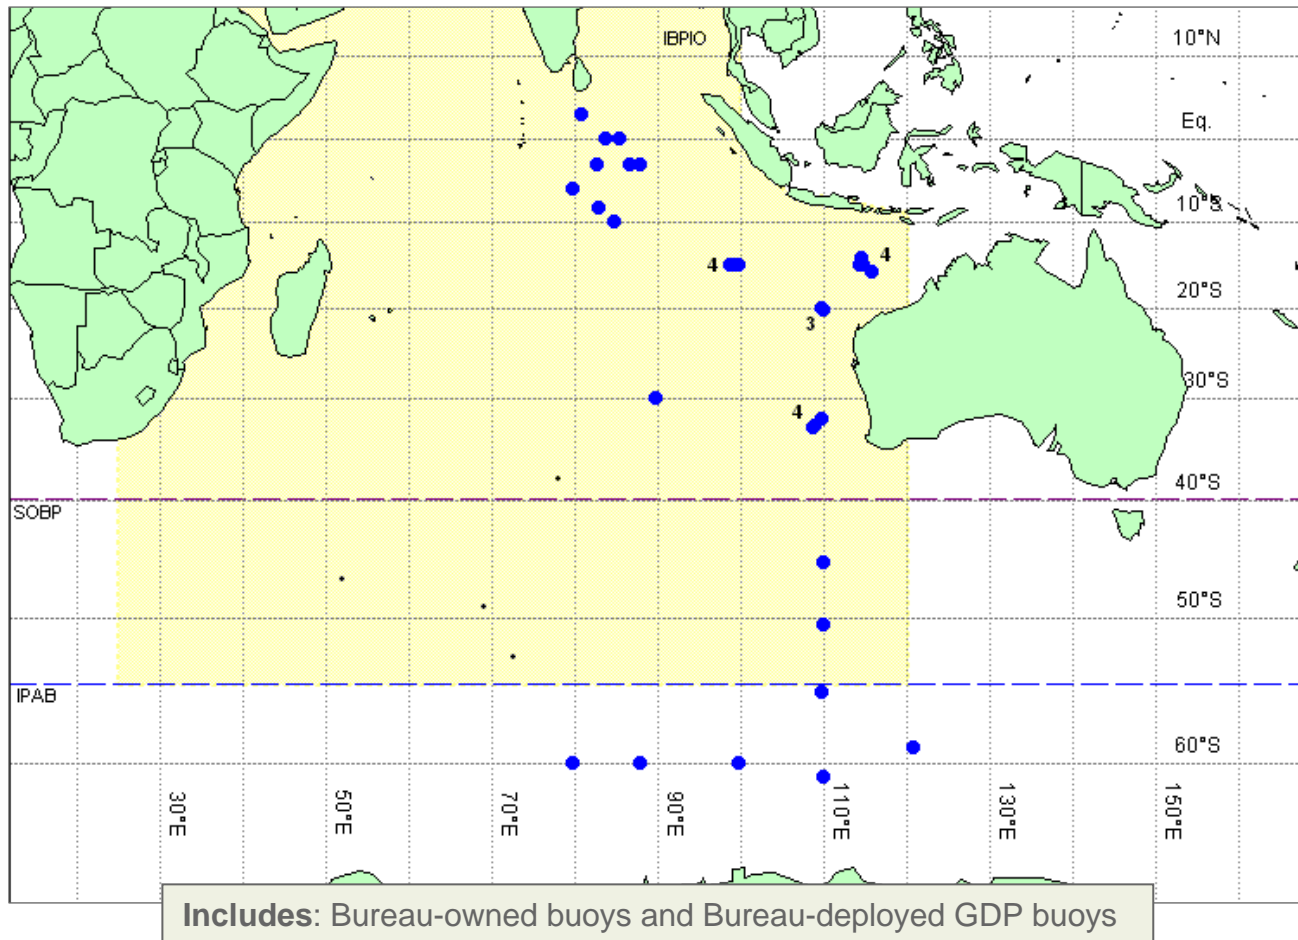 IBPIO
10°N
Eq.
10°S
4
4
20°S
3
30°S
4
40°S
SOBP
50°S
IPAB
60°S
30°E
50°E
70°E
90°E
110°E
130°E
150°E
Includes: Bureau-owned buoys and Bureau-deployed GDP buoys